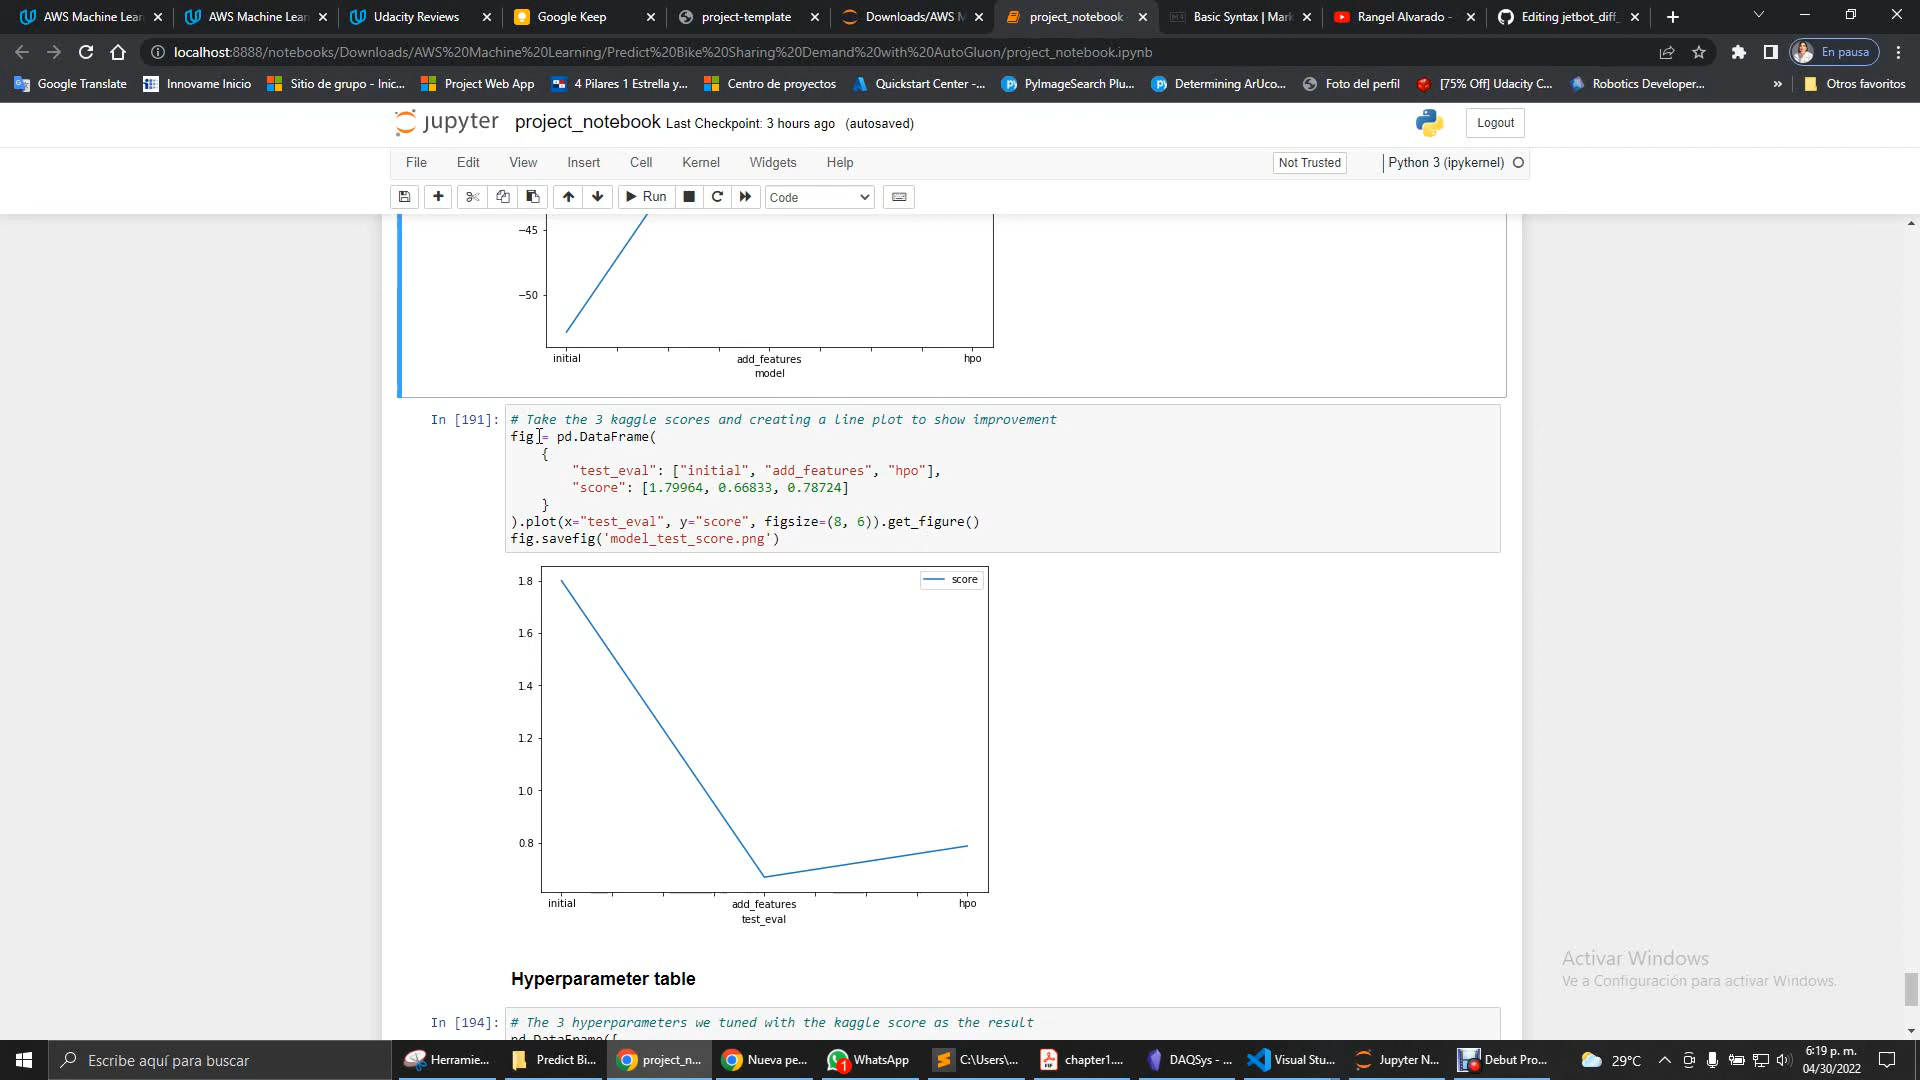 AWS Machine Lear
AWS Machine Lear
Udacity Reviews
Google Keep
project-template
Downloads/AWS M
project_notebook
Basic Syntax | Mark
Rangel Alvarado -
Editing jetbot_diff_
localhost:8888/notebooks/Downloads/AWS%20Machine%20Learning/Predict%20Bike%20Sharing%20Demand%20with%20AutoGluon/project_notebook.ipynb
En pausa
Google Translate
Innovame Inicio
Sitio de grupo - Inic...
Project Web App
4 Pilares 1 Estrella y...
Centro de proyectos
Quickstart Center -...
PyImageSearch Plu...
Determining ArUco...
Foto del perfil
[75% Off] Udacity C...
Robotics Developer...
»
Otros favoritos
jupyter project_notebook Last Checkpoint: 3 hours ago (autosaved)
Logout
File Edit View Insert Cell Kernel Widgets Help
Not Trusted
Python 3 (ipykernel)
Run
Code
−45
−50
initial
add_features
hpo
model
In [191]:
# Take the 3 kaggle scores and creating a line plot to show improvement
fig = pd.DataFrame(
{
"test_eval": ["initial", "add_features", "hpo"],
"score": [1.79964, 0.66833, 0.78724]
}
).plot(x="test_eval", y="score", figsize=(8, 6)).get_figure()
fig.savefig('model_test_score.png')
score
1.8
1.6
1.4
1.2
1.0
0.8
initial
add_features
hpo
test_eval
Hyperparameter table
In [194]:
# The 3 hyperparameters we tuned with the kaggle score as the result
pd.DataFrame({
Activar Windows
Ve a Configuración para activar Windows.
Escribe aquí para buscar
Herramie...
Predict Bi...
project_n...
Nueva pe...
1
WhatsApp
C:\Users\...
chapter1....
DAQSys - ...
Visual Stu...
Jupyter N...
Debut Pro...
29°C
6:19 p. m.
04/30/2022